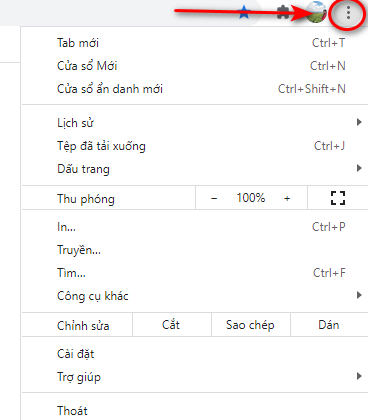 Tab mới Ctrl+T
Cửa sổ Mới Ctrl+N
Cửa sổ ẩn danh mới Ctrl+Shift+N
Lịch sử
Tệp đã tải xuống Ctrl+J
Dấu trang
Thu phóng − 100% +
In... Ctrl+P
Truyền...
Tìm... Ctrl+F
Công cụ khác
Chỉnh sửa Cắt Sao chép Dán
Cài đặt
Trợ giúp
Thoát